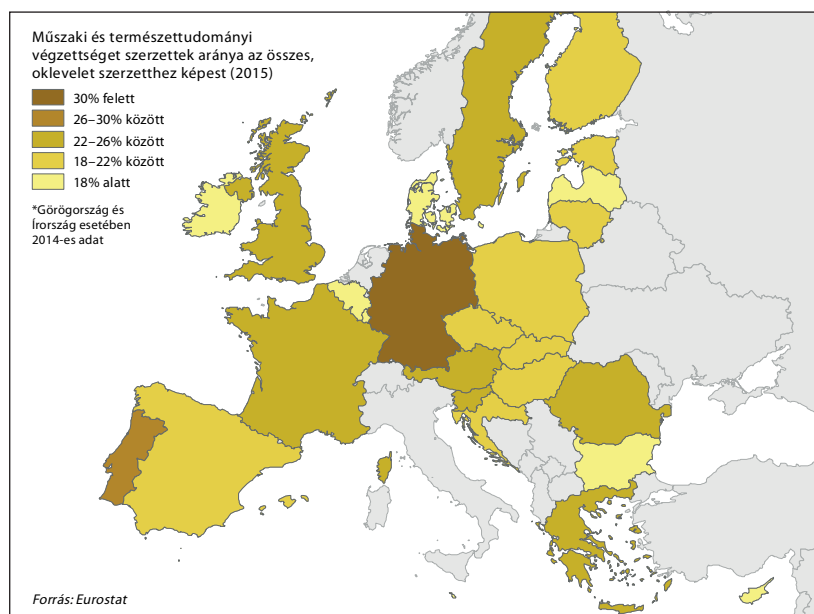 Műszaki és természettudományi
végzettséget szerzettek aránya az összes,
oklevelet szerzetthez képest (2015)
30% felett
26–30% között
22–26% között
18–22% között
18% alatt
*Görögország és
Írország esetében
2014-es adat
Forrás: Eurostat